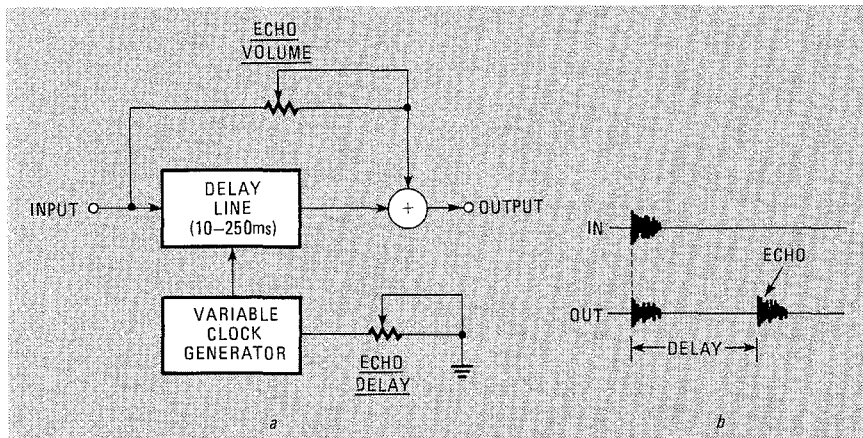 ECHO
VOLUME
INPUT
DELAY
LINE
(10–250ms)
+
OUTPUT
VARIABLE
CLOCK
GENERATOR
ECHO
DELAY
a
IN
ECHO
OUT
DELAY
b